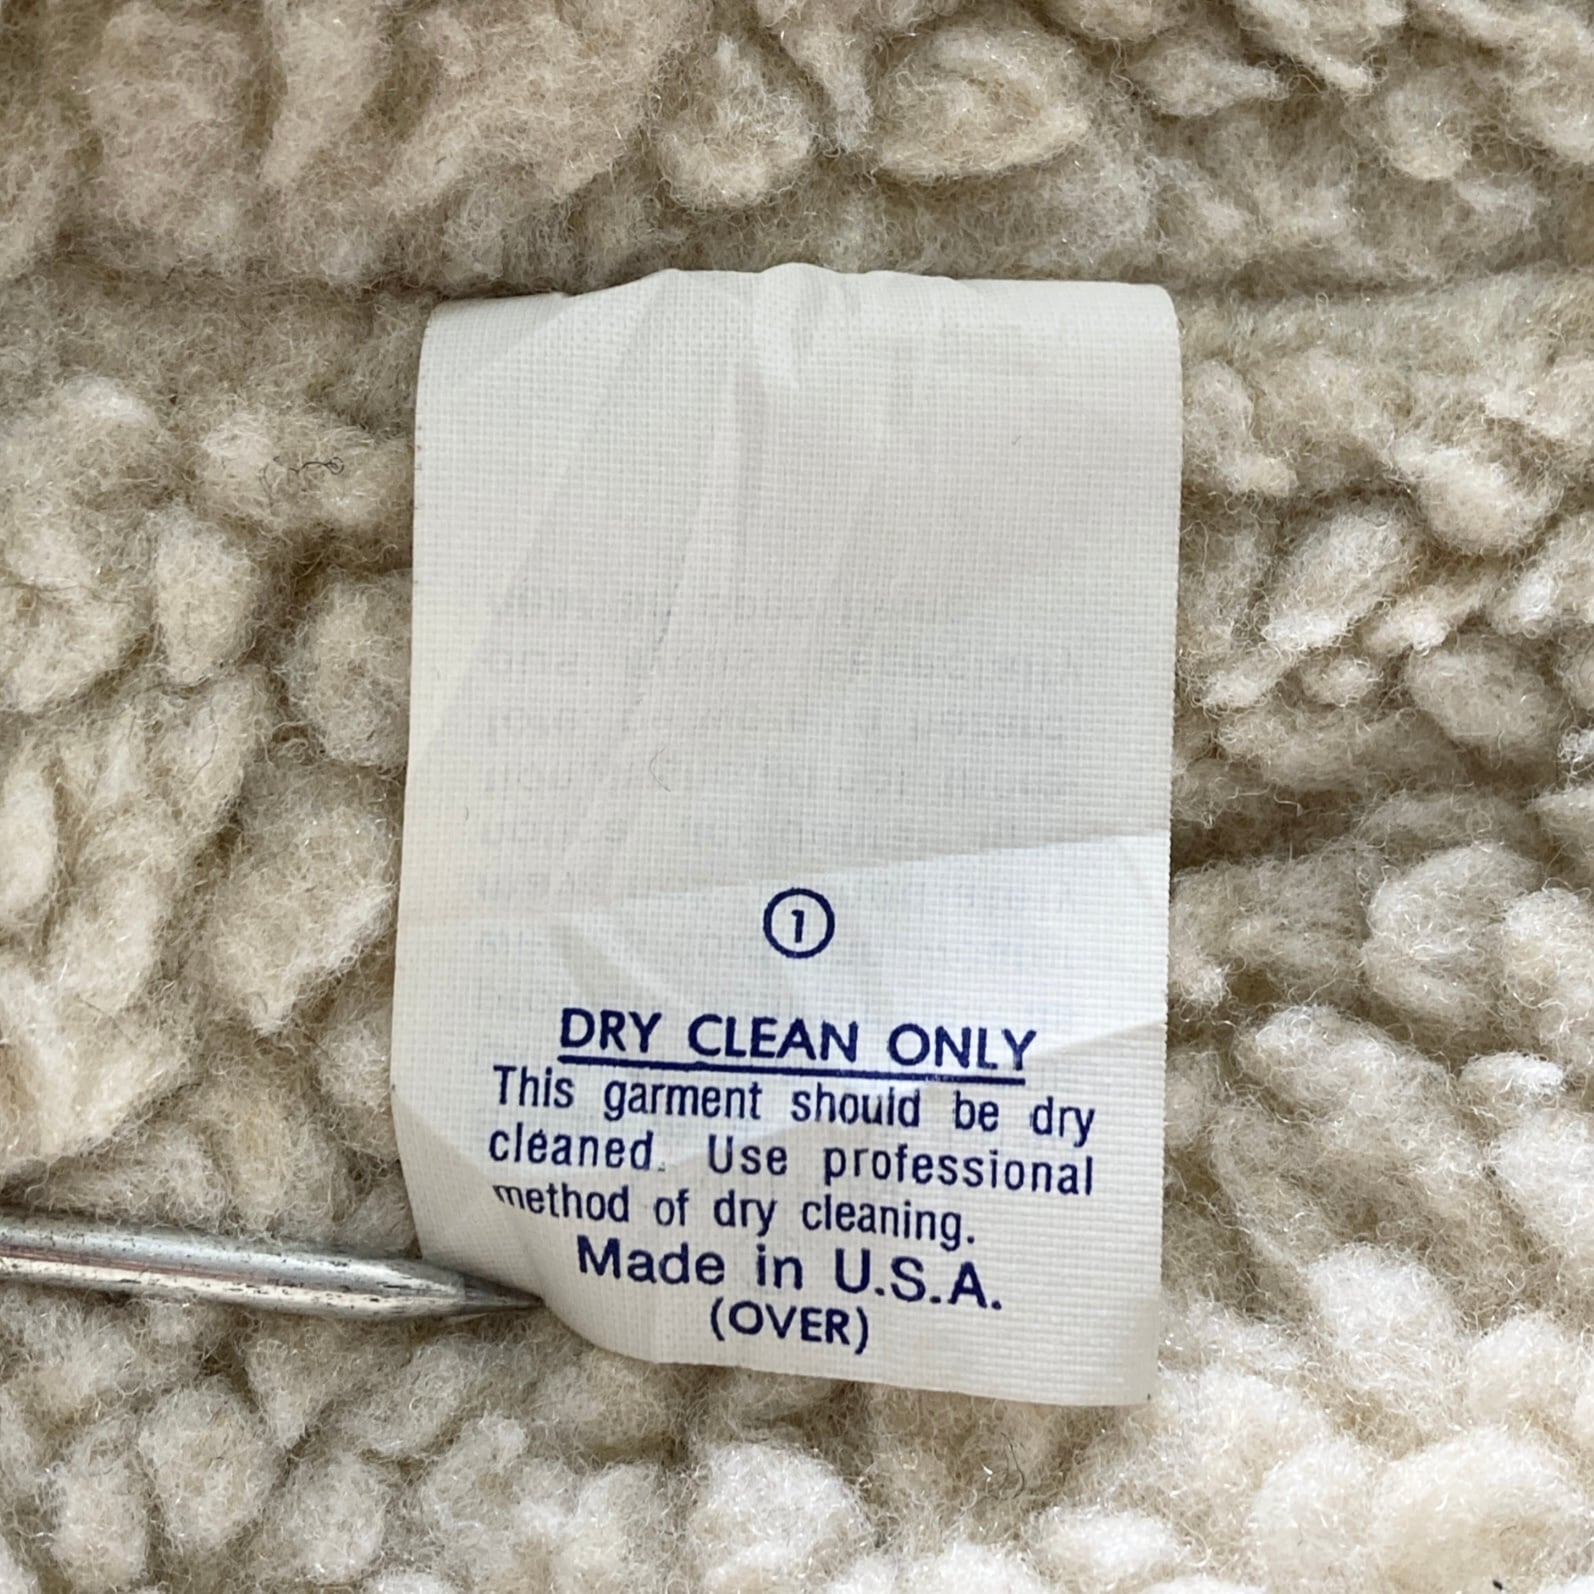 1
DRY CLEAN ONLY
This garment should be dry
cleaned. Use professional
method of dry cleaning.
Made in U.S.A.
(OVER)